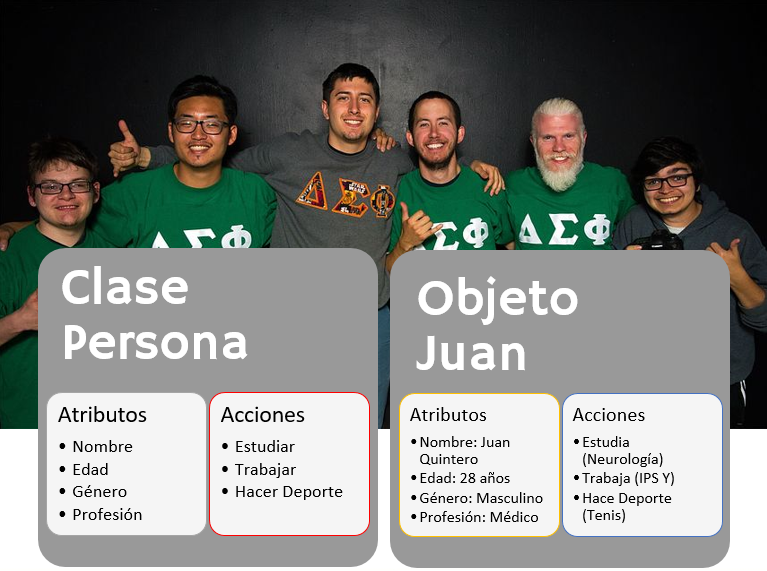 ΔΣΦ
STAR
WARS
ΔΣΦ
ΣΦ
ΔΣΦ
Clase
Persona
Atributos
• Nombre
• Edad
• Género
• Profesión
Acciones
• Estudiar
• Trabajar
• Hacer Deporte
Objeto
Juan
Atributos
•Nombre: Juan
Quintero
•Edad: 28 años
•Género: Masculino
•Profesión: Médico
Acciones
•Estudia
(Neurología)
•Trabaja (IPS Y)
•Hace Deporte
(Tenis)